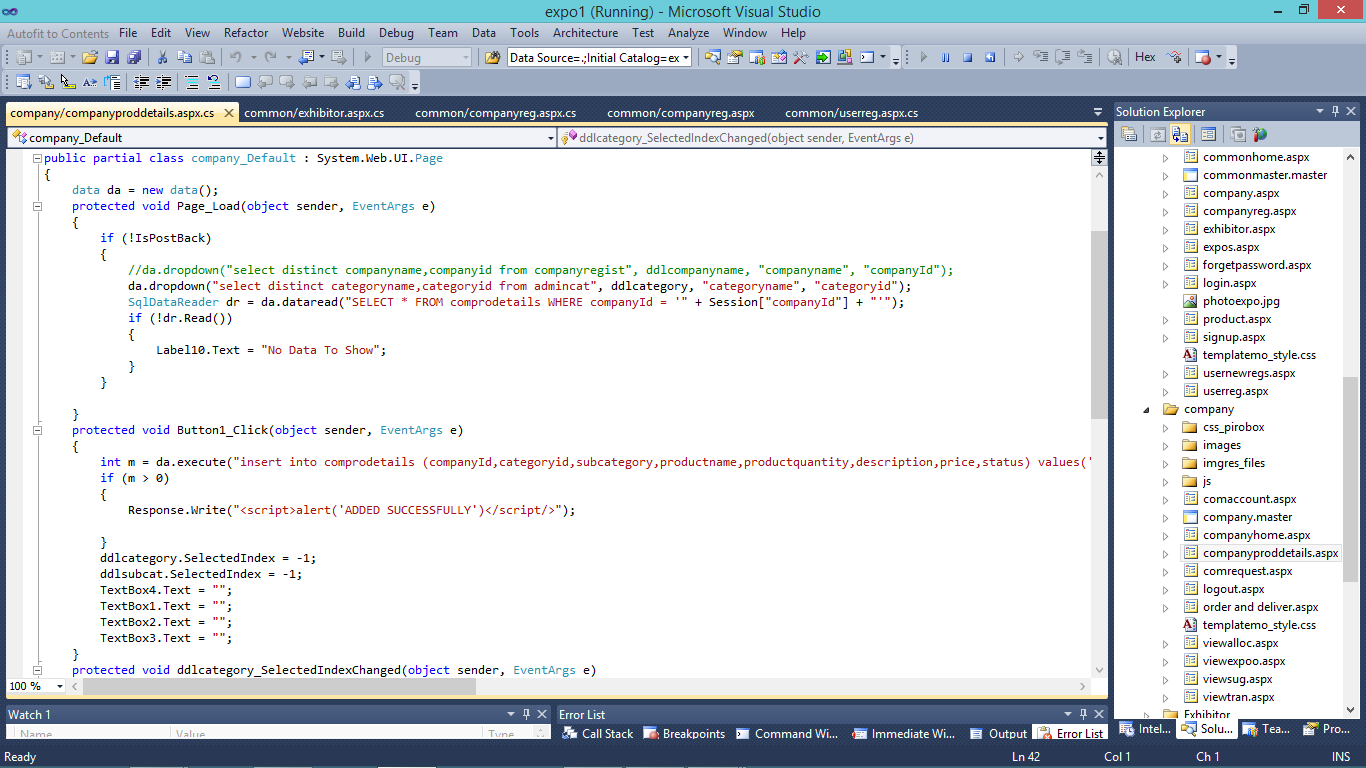 expo1 (Running) - Microsoft Visual Studio
Autofit to Contents File Edit View Refactor Website Build Debug Team Data Tools Architecture Test Analyze Window Help
Debug Data Source=.;Initial Catalog=ex Hex
company/companyproddetails.aspx.cs common/exhibitor.aspx.cs common/companyreg.aspx.cs common/companyreg.aspx common/userreg.aspx.cs
company_Default ddlcategory_SelectedIndexChanged(object sender, EventArgs e)
public partial class company_Default : System.Web.UI.Page
{
data da = new data();
protected void Page_Load(object sender, EventArgs e)
{
if (!IsPostBack)
{
//da.dropdown("select distinct companyname,companyid from companyregist", ddlcompanyname, "companyname", "companyId");
da.dropdown("select distinct categoryname,categoryid from admincat", ddlcategory, "categoryname", "categoryid");
SqlDataReader dr = da.dataread("SELECT * FROM comprodetails WHERE companyId = '" + Session["companyId"] + "'");
if (!dr.Read())
{
Label10.Text = "No Data To Show";
}
}
}
protected void Button1_Click(object sender, EventArgs e)
{
int m = da.execute("insert into comprodetails (companyId,categoryid,subcategory,productname,productquantity,description,price,status) values('
if (m > 0)
{
Response.Write("<script>alert('ADDED SUCCESSFULLY')</script/>");
}
ddlcategory.SelectedIndex = -1;
ddlsubcat.SelectedIndex = -1;
TextBox4.Text = "";
TextBox1.Text = "";
TextBox2.Text = "";
TextBox3.Text = "";
}
protected void ddlcategory_SelectedIndexChanged(object sender, EventArgs e)
100 %
Solution Explorer
commonhome.aspx
commonmaster.master
company.aspx
companyreg.aspx
exhibitor.aspx
expos.aspx
forgetpassword.aspx
login.aspx
photoexpo.jpg
product.aspx
signup.aspx
templatemo_style.css
usernewregs.aspx
userreg.aspx
company
css_pirobox
images
imgres_files
js
comaccount.aspx
company.master
companyhome.aspx
companyproddetails.aspx
comrequest.aspx
logout.aspx
order and deliver.aspx
templatemo_style.css
viewalloc.aspx
viewexpoo.aspx
viewsug.aspx
viewtran.aspx
Exhibitor
Intel... Solu... Tea... Pro...
Watch 1
Name Value Type
Error List
Call Stack Breakpoints Command Wi... Immediate Wi... Output Error List
Ready Ln 42 Col 1 Ch 1 INS